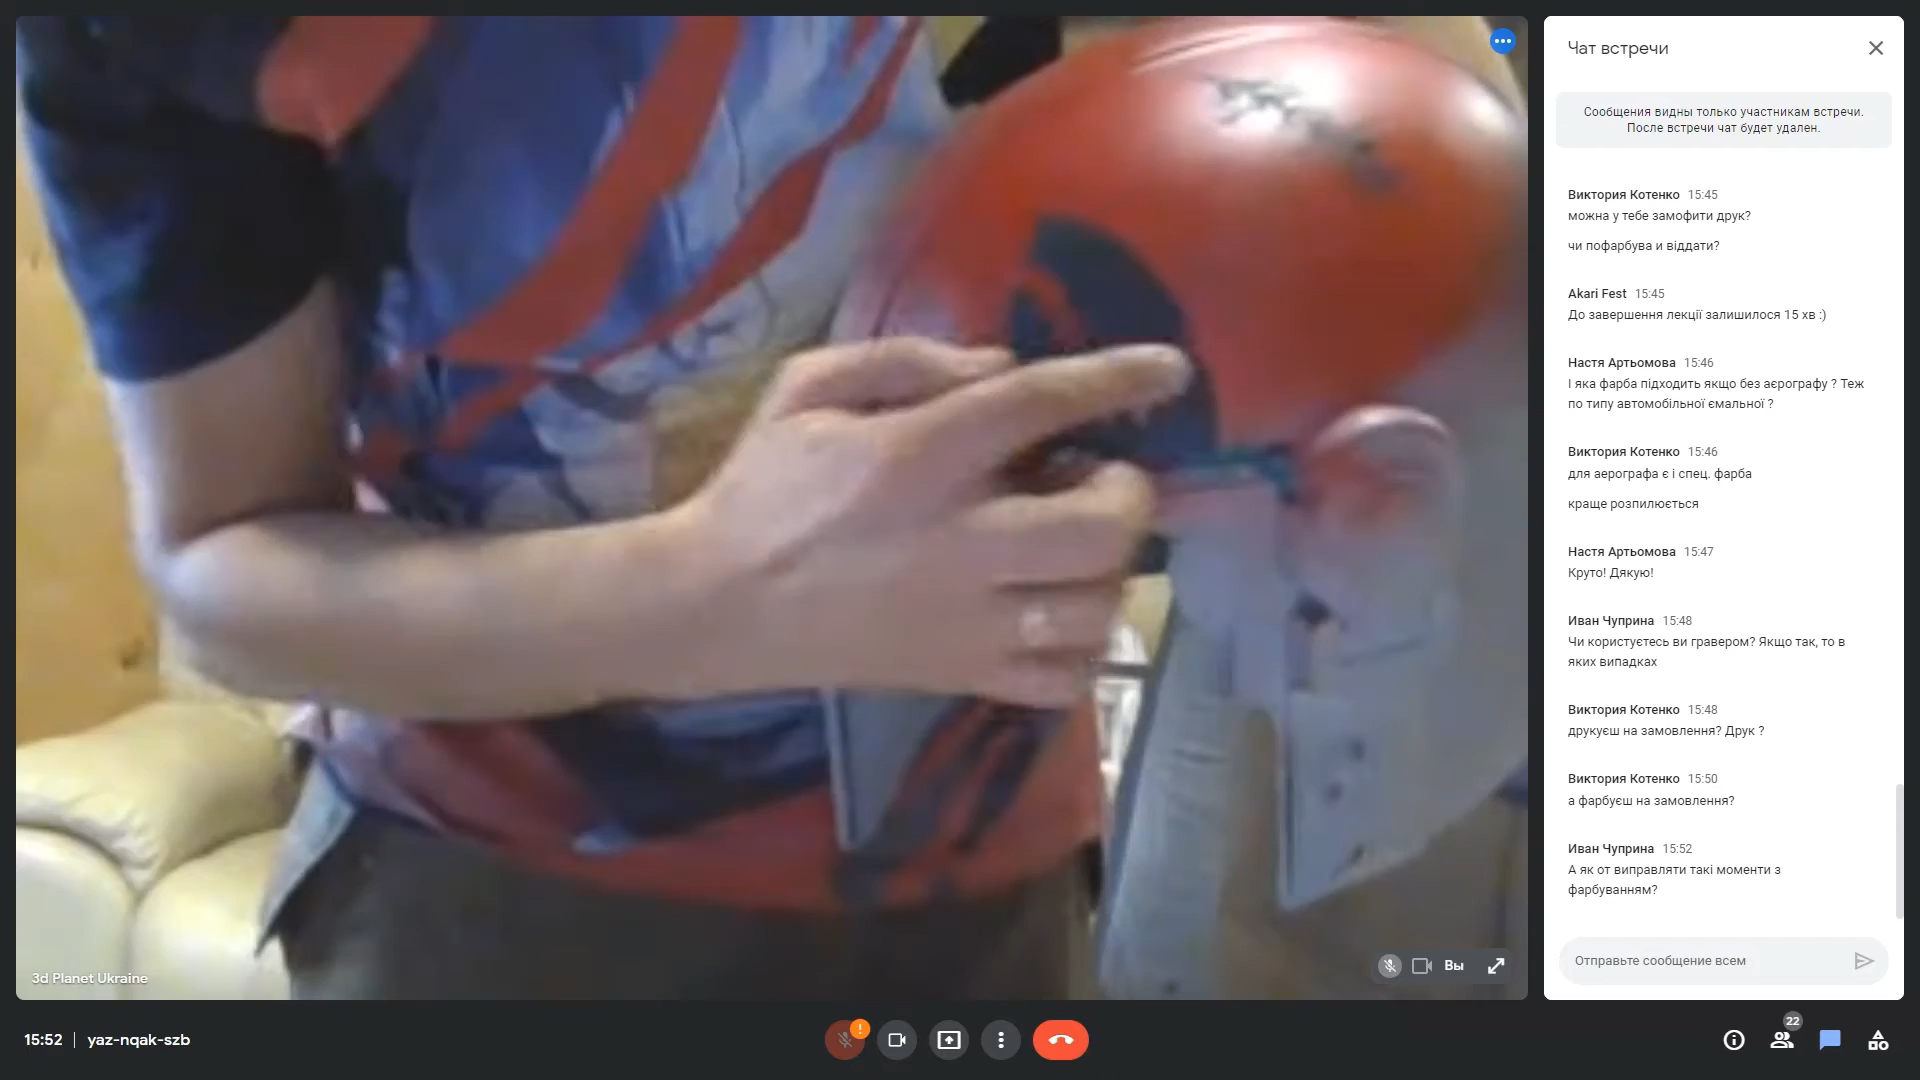 Чат встречи
Сообщения видны только участникам встречи.
После встречи чат будет удален.
Виктория Котенко 15:45
можна у тебе замофити друк?
чи пофарбува и віддати?
Akari Fest 15:45
До завершення лекції залишилося 15 хв :)
Настя Артьомова 15:46
І яка фарба підходить якщо без аєрографу ? Теж
по типу автомобільної ємальної ?
Виктория Котенко 15:46
для аерографа є і спец. фарба
краще розпилюється
Настя Артьомова 15:47
Круто! Дякую!
Иван Чуприна 15:48
Чи користуєтесь ви гравером? Якщо так, то в
яких випадках
Виктория Котенко 15:48
друкуєш на замовлення? Друк ?
Виктория Котенко 15:50
а фарбуєш на замовлення?
Иван Чуприна 15:52
А як от виправляти такі моменти з
фарбуванням?
Отправьте сообщение всем
3d Planet Ukraine
Вы
15:52 | yaz-nqak-szb
22